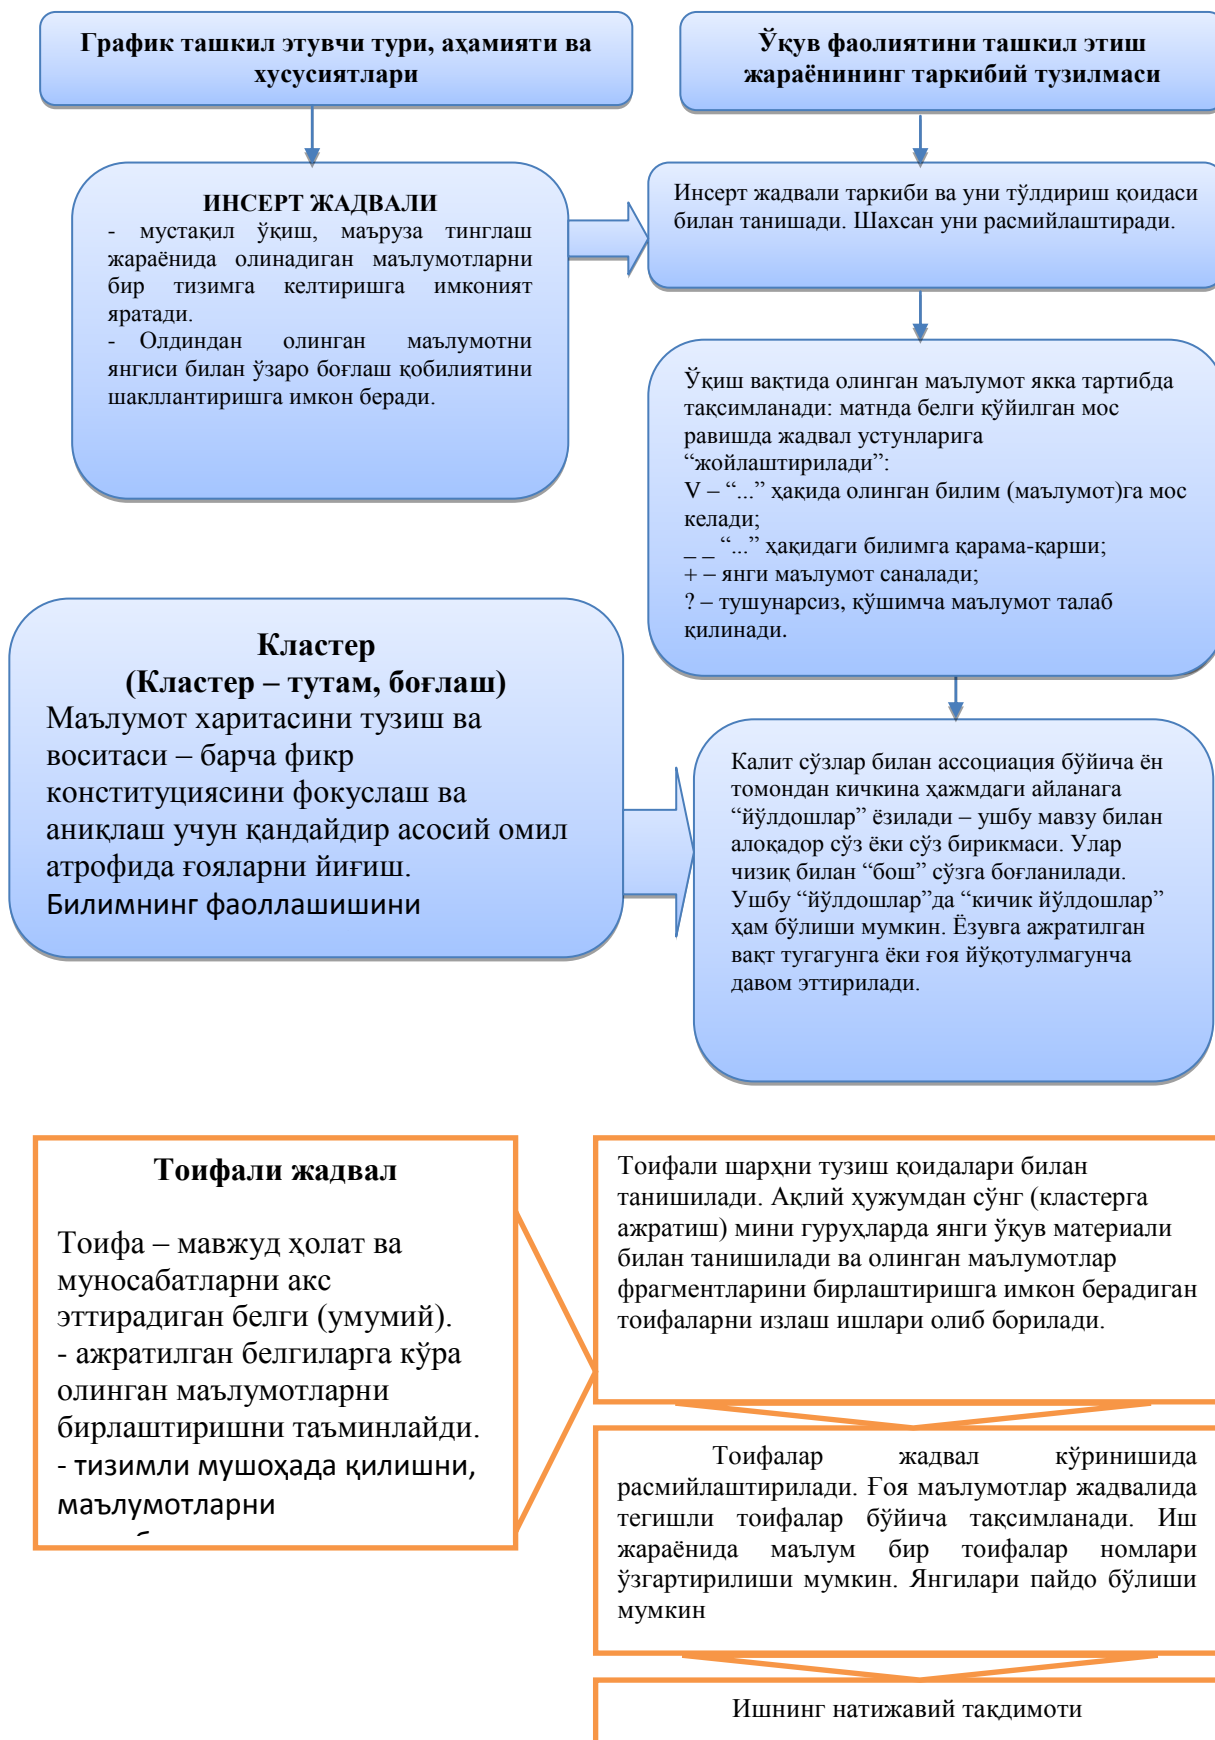 График ташкил этувчи тури, аҳамияти ва
хусусиятлари
Ўқув фаолиятини ташкил этиш
жараёнининг таркибий тузилмаси
ИНСЕРТ ЖАДВАЛИ
- мустақил ўқиш, маъруза тинглаш
жараёнида олинадиган маълумотларни
бир тизимга келтиришга имконият
яратади.
- Олдиндан олинган маълумотни
янгиси билан ўзаро боғлаш қобилиятини
шакллантиришга имкон беради.
Инсерт жадвали таркиби ва уни тўлдириш қоидаси
билан танишади. Шахсан уни расмийлаштиради.
Ўқиш вақтида олинган маълумот якка тартибда
тақсимланади: матнда белги қўйилган мос
равишда жадвал устунларига
“жойлаштирилади”:
V – “...” ҳақида олинган билим (маълумот)га мос
келади;
_ _ “...” ҳақидаги билимга қарама-қарши;
+ – янги маълумот саналади;
? – тушунарсиз, қўшимча маълумот талаб
қилинади.
Кластер
(Кластер – тутам, боғлаш)
Маълумот харитасини тузиш ва
воситаси – барча фикр
конституциясини фокуслаш ва
аниқлаш учун қандайдир асосий омил
атрофида ғояларни йиғиш.
Билимнинг фаоллашишини
Калит сўзлар билан ассоциация бўйича ён
томондан кичкина ҳажмдаги айланага
“йўлдошлар” ёзилади – ушбу мавзу билан
алоқадор сўз ёки сўз бирикмаси. Улар
чизиқ билан “бош” сўзга боғланилади.
Ушбу “йўлдошлар”да “кичик йўлдошлар”
ҳам бўлиши мумкин. Ёзувга ажратилган
вақт тугагунга ёки ғоя йўқотулмагунча
давом эттирилади.
Тоифали жадвал
Тоифа – мавжуд ҳолат ва
муносабатларни акс
эттирадиган белги (умумий).
- ажратилган белгиларга кўра
олинган маълумотларни
бирлаштиришни таъминлайди.
- тизимли мушоҳада қилишни,
маълумотларни
Тоифали шарҳни тузиш қоидалари билан
танишилади. Ақлий ҳужумдан сўнг (кластерга
ажратиш) мини гуруҳларда янги ўқув материали
билан танишилади ва олинган маълумотлар
фрагментларини бирлаштиришга имкон берадиган
тоифаларни излаш ишлари олиб борилади.
Тоифалар жадвал кўринишида
расмийлаштирилади. Ғоя маълумотлар жадвалида
тегишли тоифалар бўйича тақсимланади. Иш
жараёнида маълум бир тоифалар номлари
ўзгартирилиши мумкин. Янгилари пайдо бўлиши
мумкин
Ишнинг натижавий тақдимоти